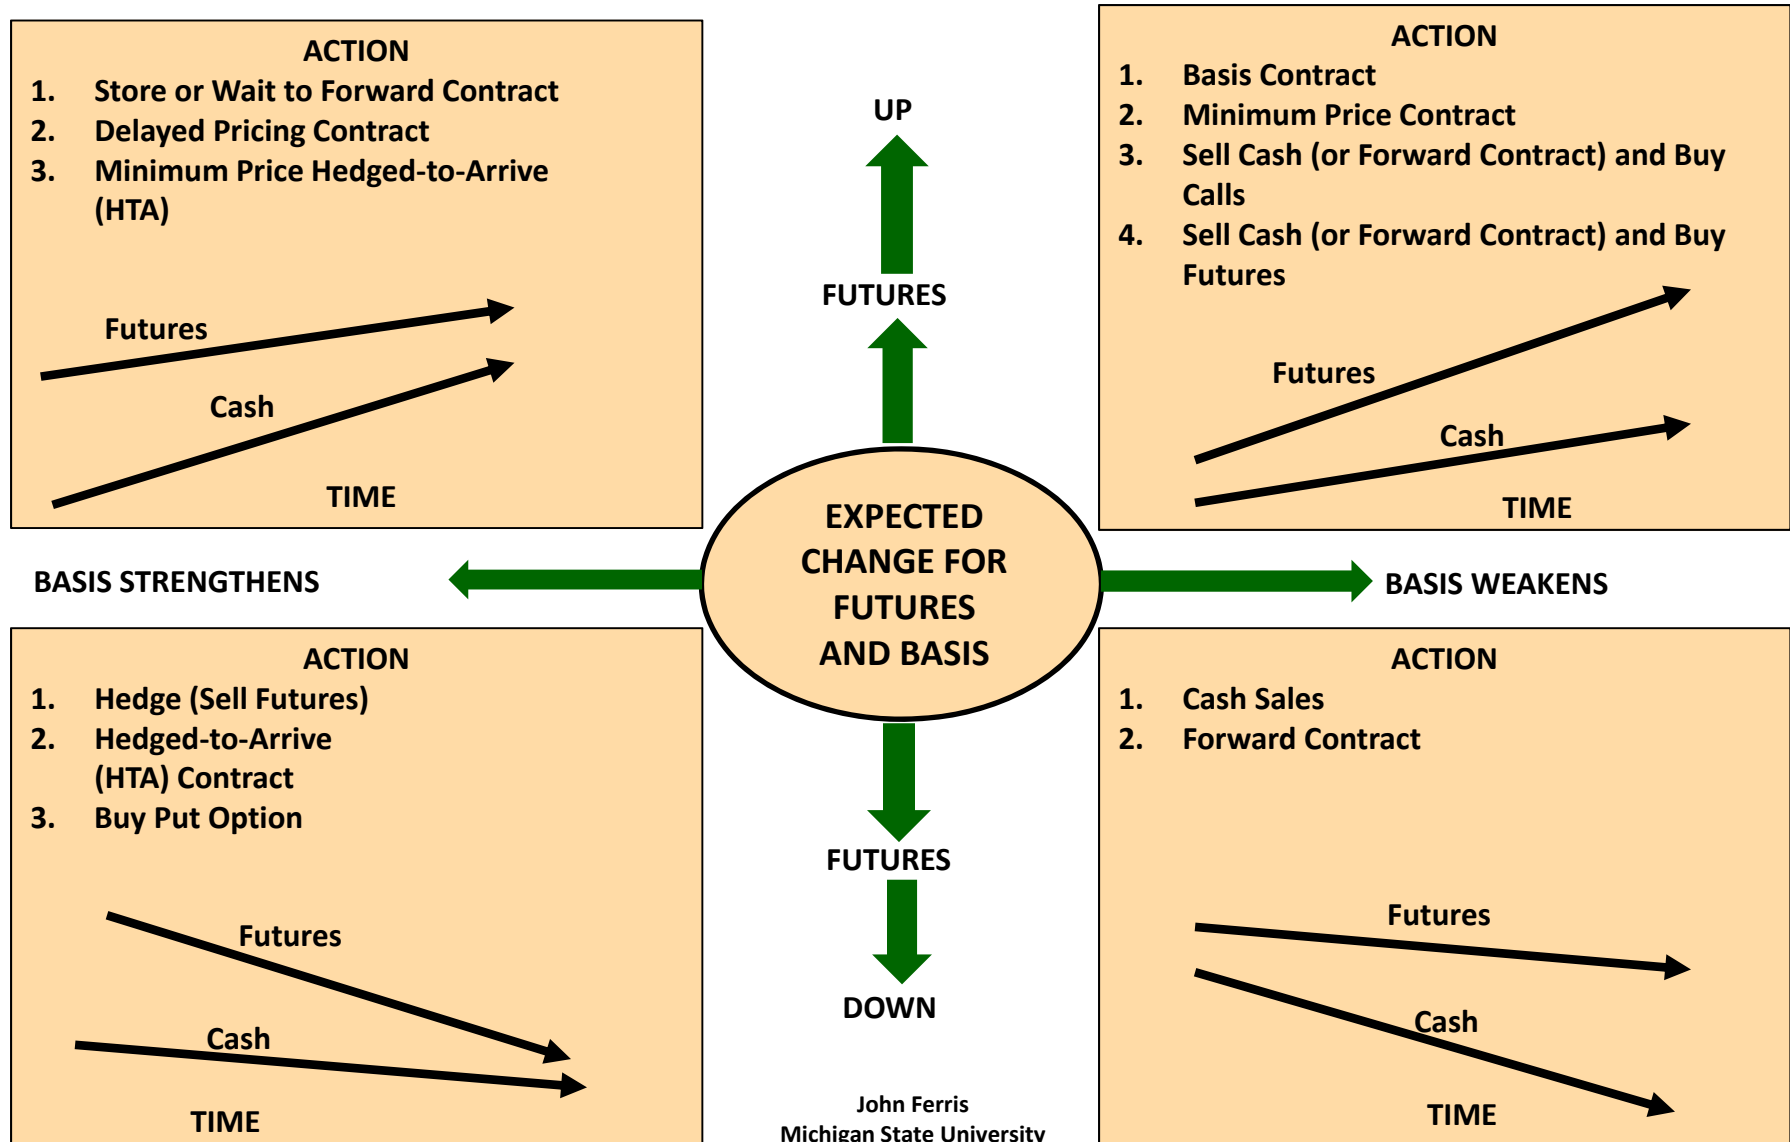 ACTION
1. Store or Wait to Forward Contract
2. Delayed Pricing Contract
3. Minimum Price Hedged-to-Arrive
(HTA)
Futures
Cash
TIME
UP
FUTURES
ACTION
1. Basis Contract
2. Minimum Price Contract
3. Sell Cash (or Forward Contract) and Buy
Calls
4. Sell Cash (or Forward Contract) and Buy
Futures
Futures
Cash
TIME
BASIS STRENGTHENS
EXPECTED
CHANGE FOR
FUTURES
AND BASIS
BASIS WEAKENS
ACTION
1. Hedge (Sell Futures)
2. Hedged-to-Arrive
(HTA) Contract
3. Buy Put Option
Futures
Cash
TIME
FUTURES
DOWN
John Ferris
Michigan State University
ACTION
1. Cash Sales
2. Forward Contract
Futures
Cash
TIME